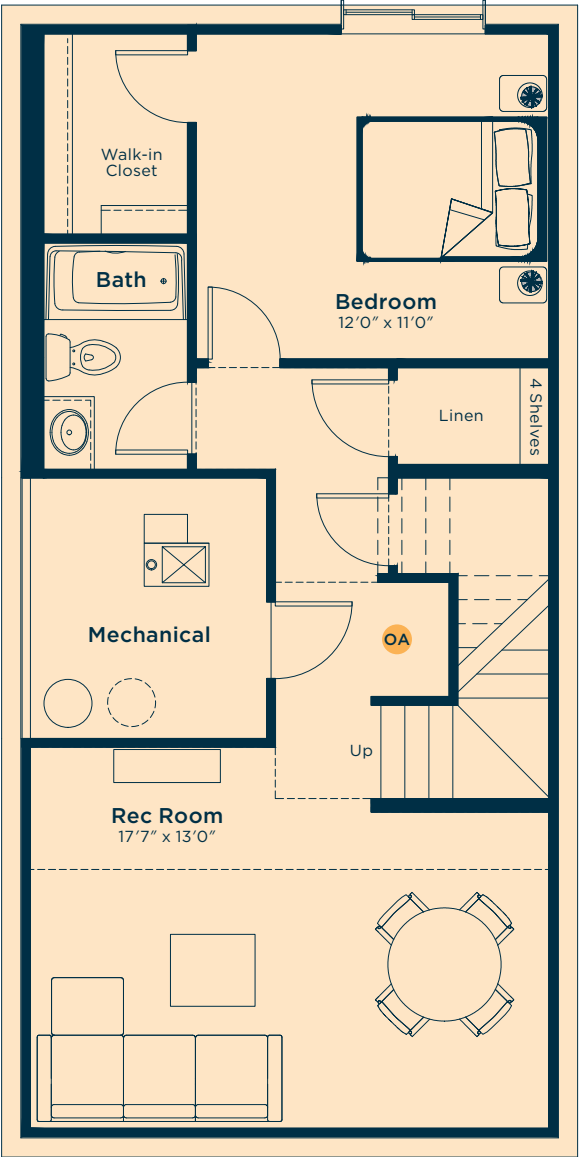 Walk-in
Closet
Bath
Bedroom
12′0″ x 11′0″
Linen
4 Shelves
Mechanical
OA
Up
Rec Room
17′7″ x 13′0″